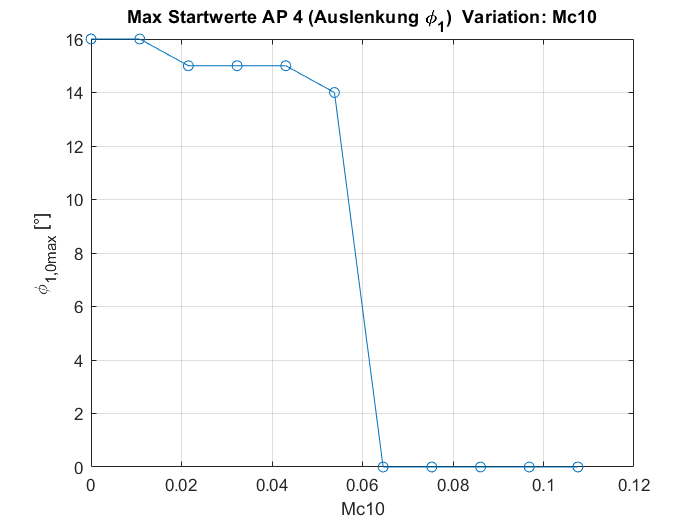 Max Startwerte AP 4 (Auslenkung ϕ₁)  Variation: Mc10
16
14
12
10
8
6
4
2
0
ϕ₁,₀ₘₐₓ [°]
0 0.02 0.04 0.06 0.08 0.1 0.12
Mc10